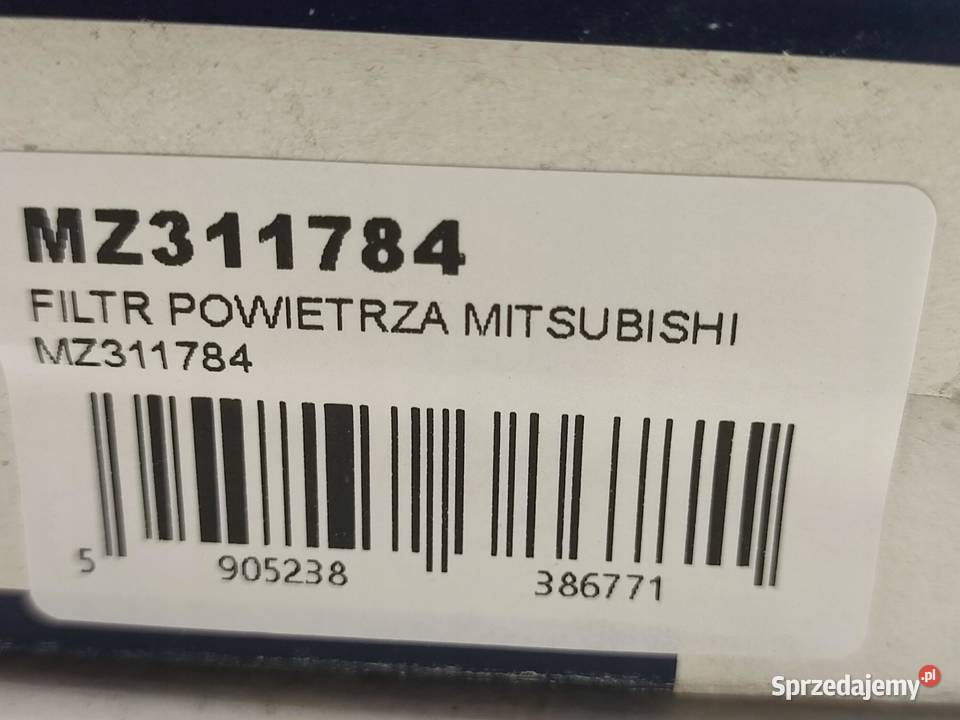 MZ311784
FILTR POWIETRZA MITSUBISHI
MZ311784
5 905238 386771
Sprzedajemy.pl